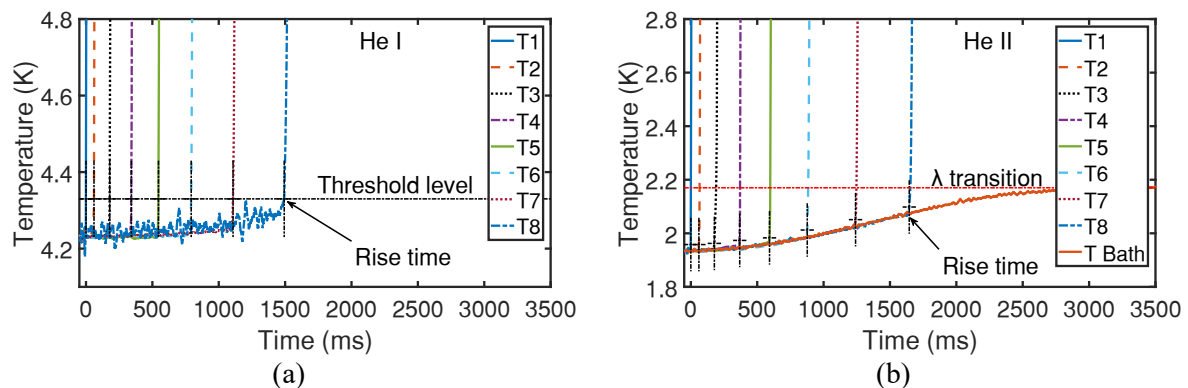 4.8
4.6
4.4
4.2
Temperature (K)
He I
T1
T2
T3
T4
T5
T6
T7
T8
Threshold level
Rise time
0
500
1000
1500
2000
2500
3000
3500
Time (ms)
(a)
2.8
2.6
2.4
2.2
2
1.8
Temperature (K)
He II
T1
T2
T3
T4
T5
T6
T7
T8
T Bath
λ transition
Rise time
0
500
1000
1500
2000
2500
3000
3500
Time (ms)
(b)